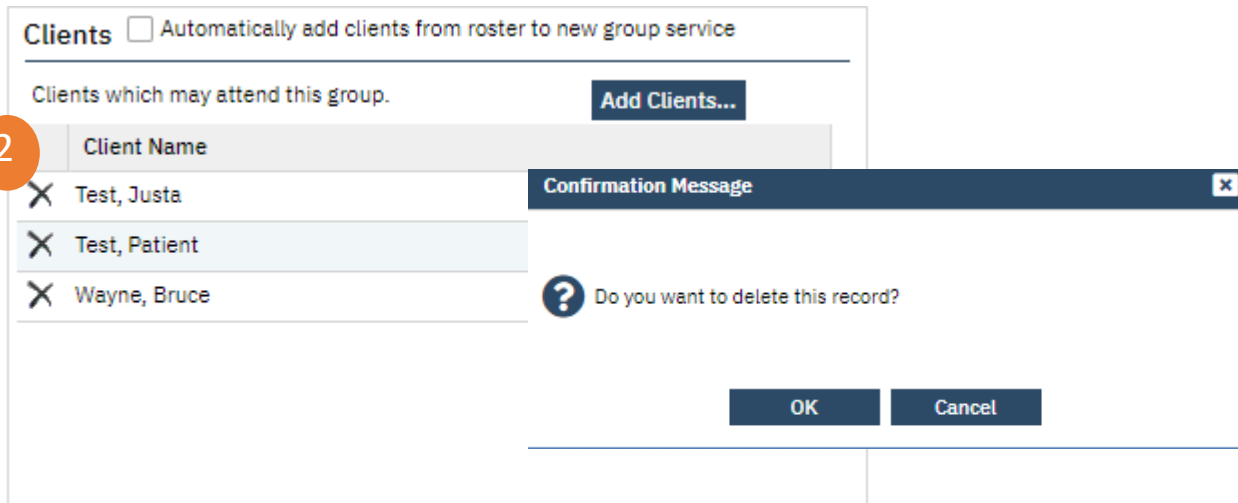 Clients Automatically add clients from roster to new group service
Clients which may attend this group.
Add Clients...
2
Client Name
Test, Justa
Test, Patient
Wayne, Bruce
Confirmation Message
Do you want to delete this record?
OK
Cancel